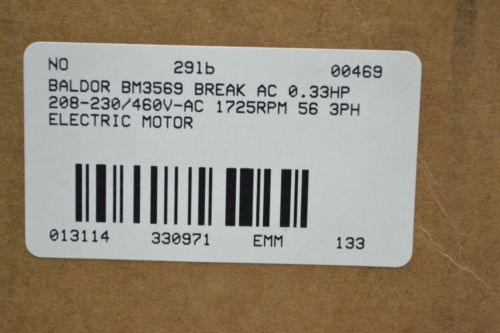 NO 29lb 00469
BALDOR BM3569 BREAK AC 0.33HP
208-230/460V-AC 1725RPM 56 3PH
ELECTRIC MOTOR
013114 330971 EMM 133